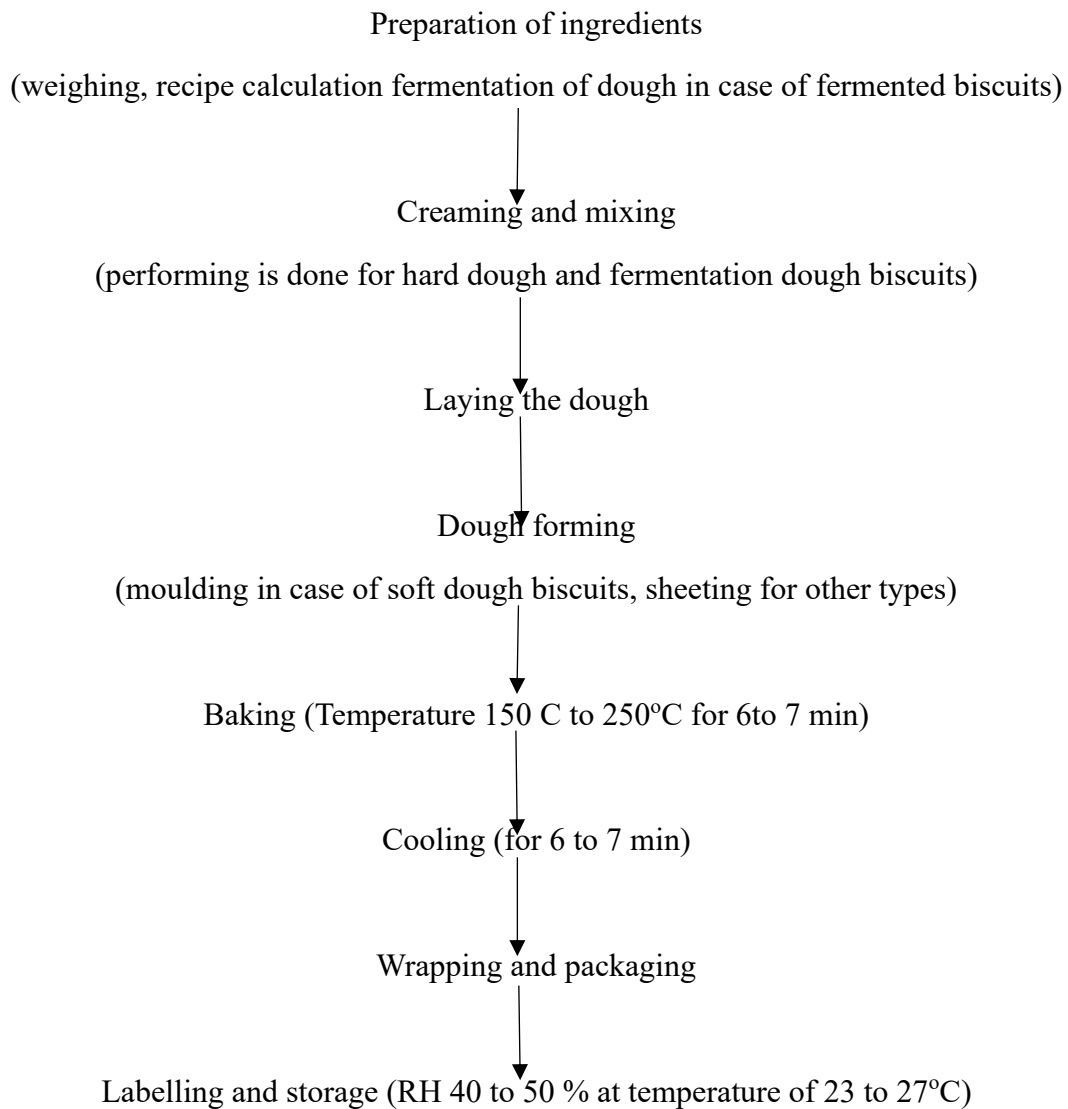 Preparation of ingredients
(weighing, recipe calculation fermentation of dough in case of fermented biscuits)
Creaming and mixing
(performing is done for hard dough and fermentation dough biscuits)
Laying the dough
Dough forming
(moulding in case of soft dough biscuits, sheeting for other types)
Baking (Temperature 150 C to 250ºC for 6to 7 min)
Cooling (for 6 to 7 min)
Wrapping and packaging
Labelling and storage (RH 40 to 50 % at temperature of 23 to 27ºC)